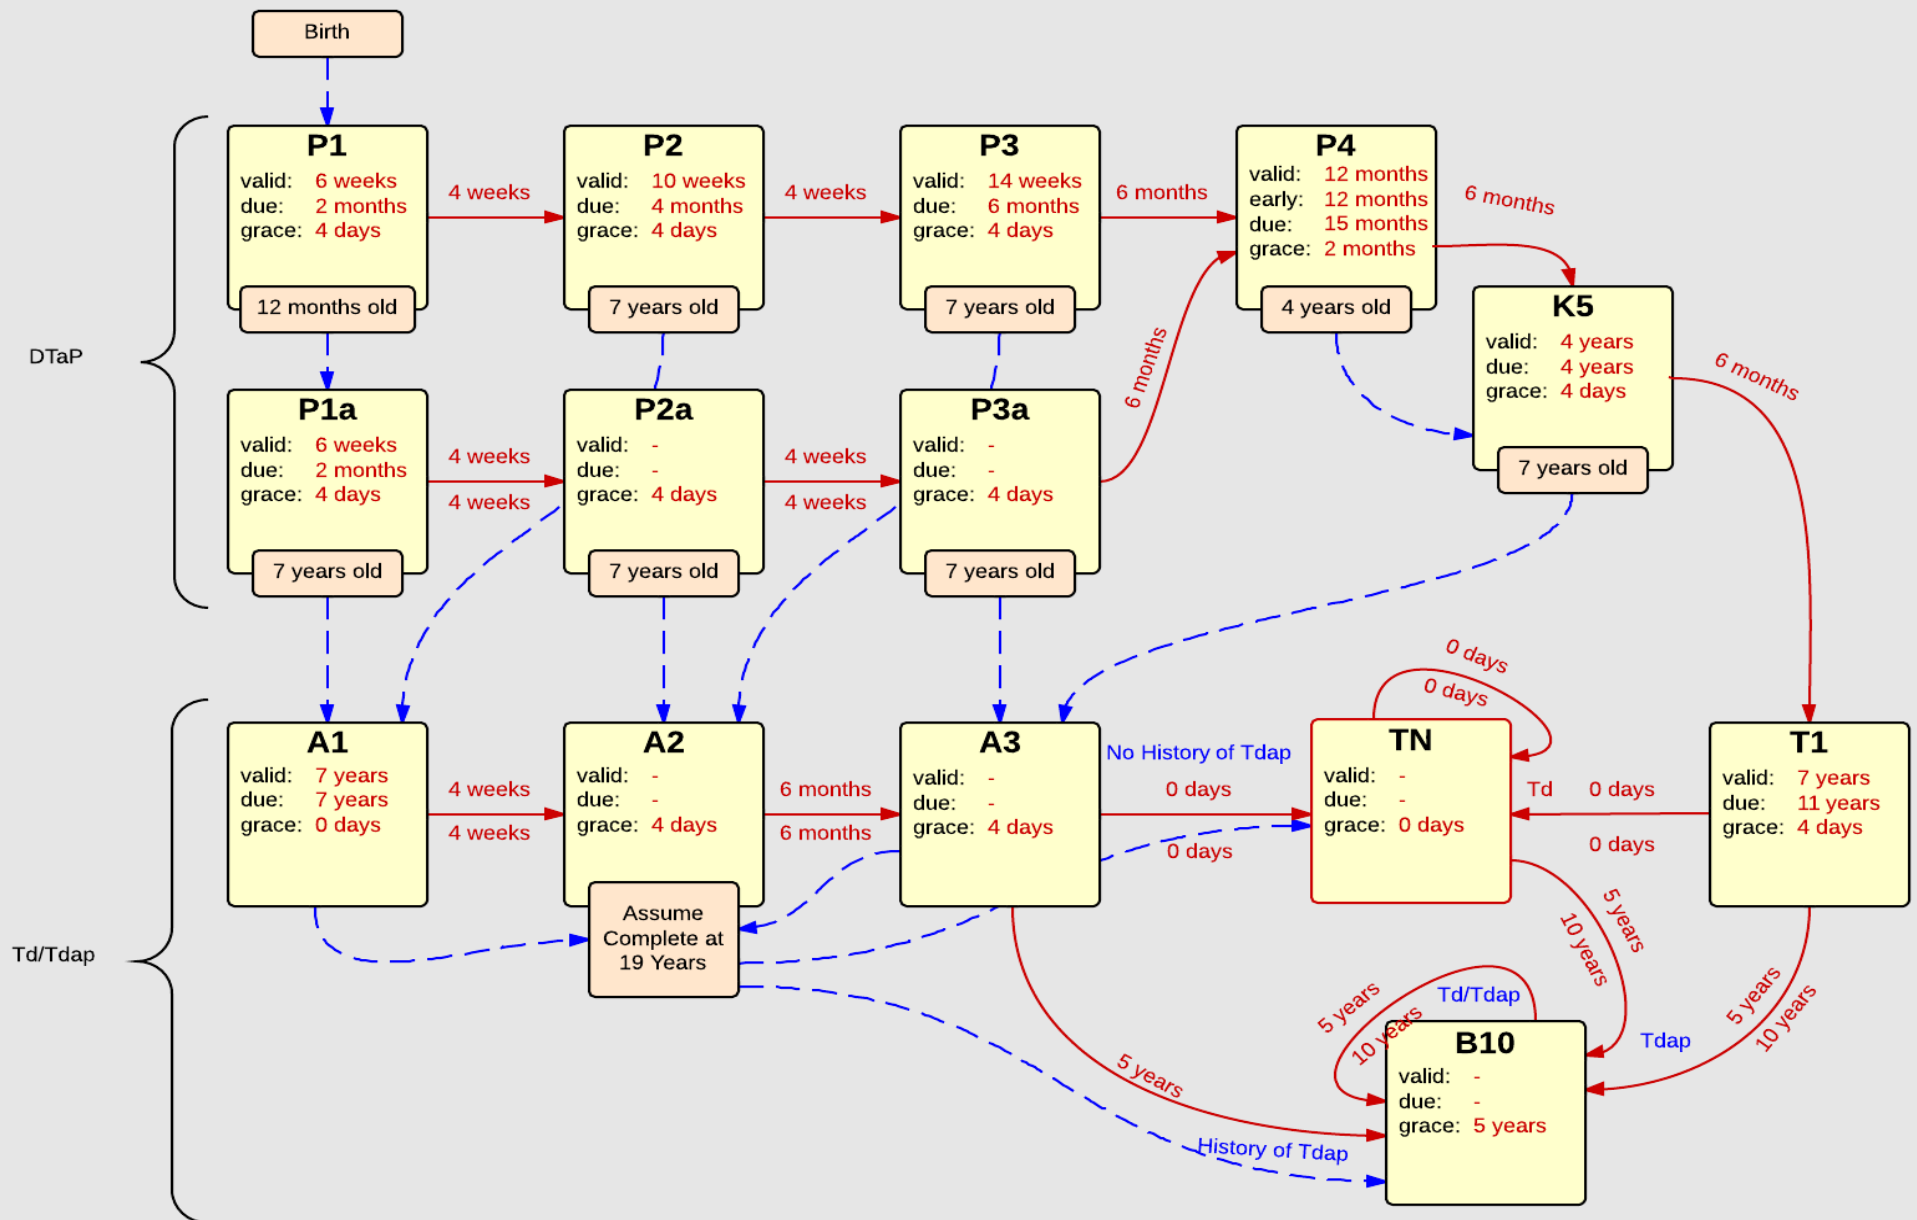 Birth
P1
valid: 6 weeks
due: 2 months
grace: 4 days
12 months old
4 weeks
P2
valid: 10 weeks
due: 4 months
grace: 4 days
7 years old
4 weeks
P3
valid: 14 weeks
due: 6 months
grace: 4 days
7 years old
6 months
P4
valid: 12 months
early: 12 months
due: 15 months
grace: 2 months
4 years old
6 months
K5
valid: 4 years
due: 4 years
grace: 4 days
7 years old
6 months
DTaP
P1a
valid: 6 weeks
due: 2 months
grace: 4 days
7 years old
4 weeks
4 weeks
P2a
valid: -
due: -
grace: 4 days
7 years old
4 weeks
4 weeks
P3a
valid: -
due: -
grace: 4 days
7 years old
6 months
Td/Tdap
A1
valid: 7 years
due: 7 years
grace: 0 days
4 weeks
4 weeks
A2
valid: -
due: -
grace: 4 days
Assume
Complete at
19 Years
6 months
6 months
A3
valid: -
due: -
grace: 4 days
No History of Tdap
0 days
0 days
0 days
0 days
TN
valid: -
due: -
grace: 0 days
Td
0 days
0 days
T1
valid: 7 years
due: 11 years
grace: 4 days
5 years
10 years
5 years
10 years
Tdap
5 years
10 years
Td/Tdap
B10
valid: -
due: -
grace: 5 years
5 years
History of Tdap